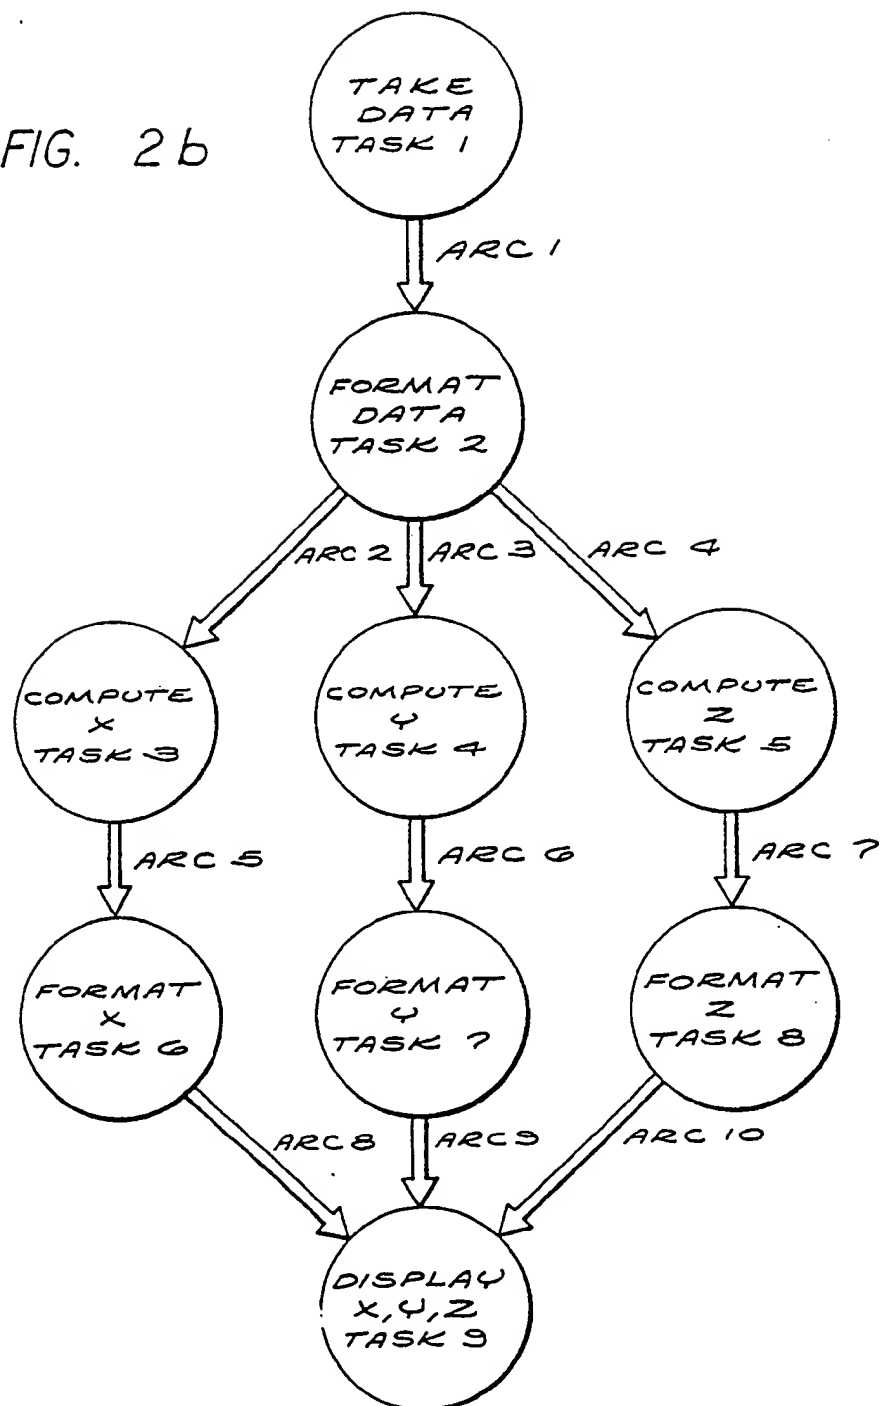 FIG. 2b
TAKE
DATA
TASK 1
ARC 1
FORMAT
DATA
TASK 2
ARC 2
ARC 3
ARC 4
COMPUTE
X
TASK 3
COMPUTE
Y
TASK 4
COMPUTE
Z
TASK 5
ARC 5
ARC 6
ARC 7
FORMAT
X
TASK 6
FORMAT
Y
TASK 7
FORMAT
Z
TASK 8
ARC 8
ARC 9
ARC 10
DISPLAY
X, Y, Z
TASK 9